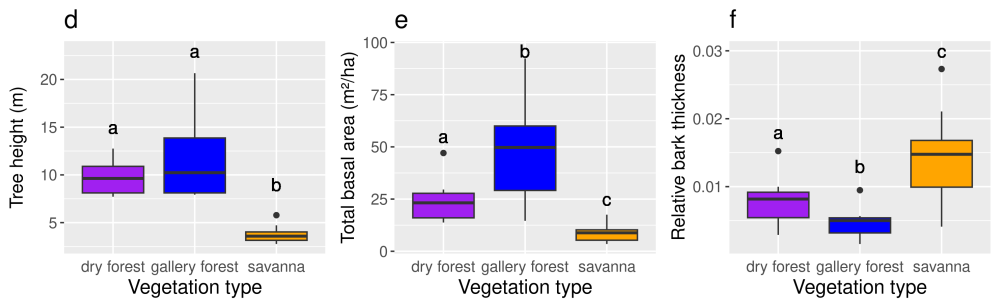 d
Tree height (m)
20
15
10
5
a
a
b
dry forest gallery forest savanna
Vegetation type
e
Total basal area (m²/ha)
100
75
50
25
0
a
b
c
dry forest gallery forest savanna
Vegetation type
f
Relative bark thickness
0.03
0.02
0.01
a
b
c
dry forest gallery forest savanna
Vegetation type